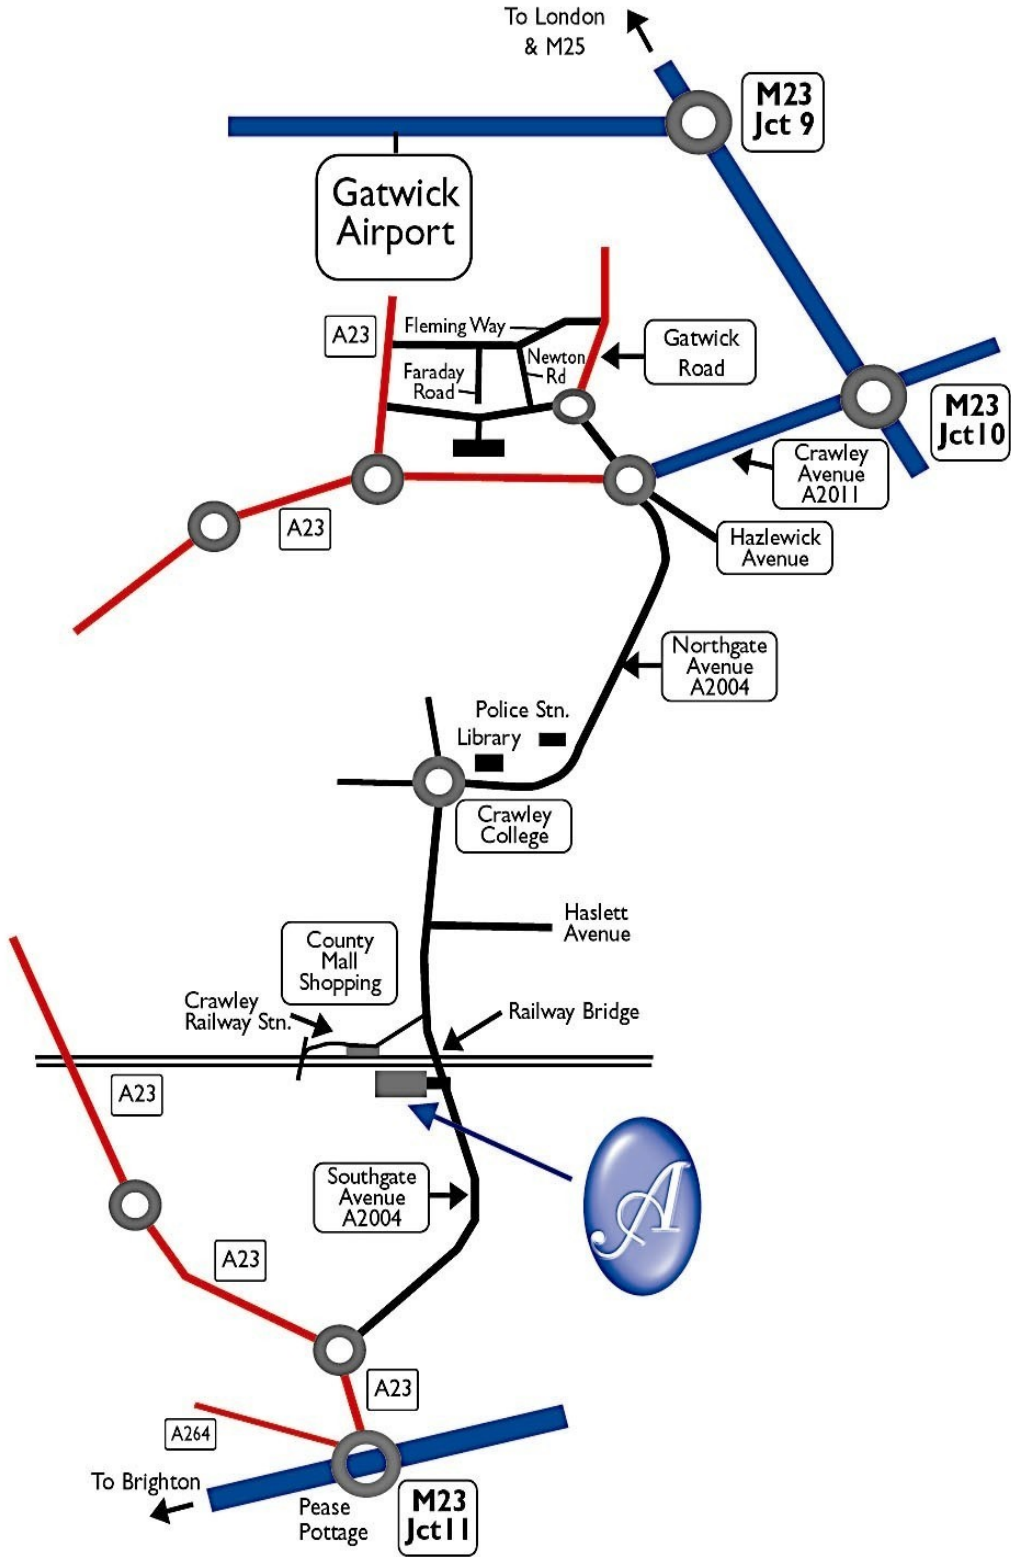 To London
& M25
M23
Jct 9
Gatwick
Airport
A23
Fleming Way
Faraday
Road
Newton
Rd
Gatwick
Road
M23
Jct10
Crawley
Avenue
A2011
A23
Hazlewick
Avenue
Northgate
Avenue
A2004
Police Stn.
Library
Crawley
College
Haslett
Avenue
County
Mall
Shopping
Crawley
Railway Stn.
Railway Bridge
A23
Southgate
Avenue
A2004
A
A23
A23
A264
To Brighton
Pease
Pottage
M23
Jct11